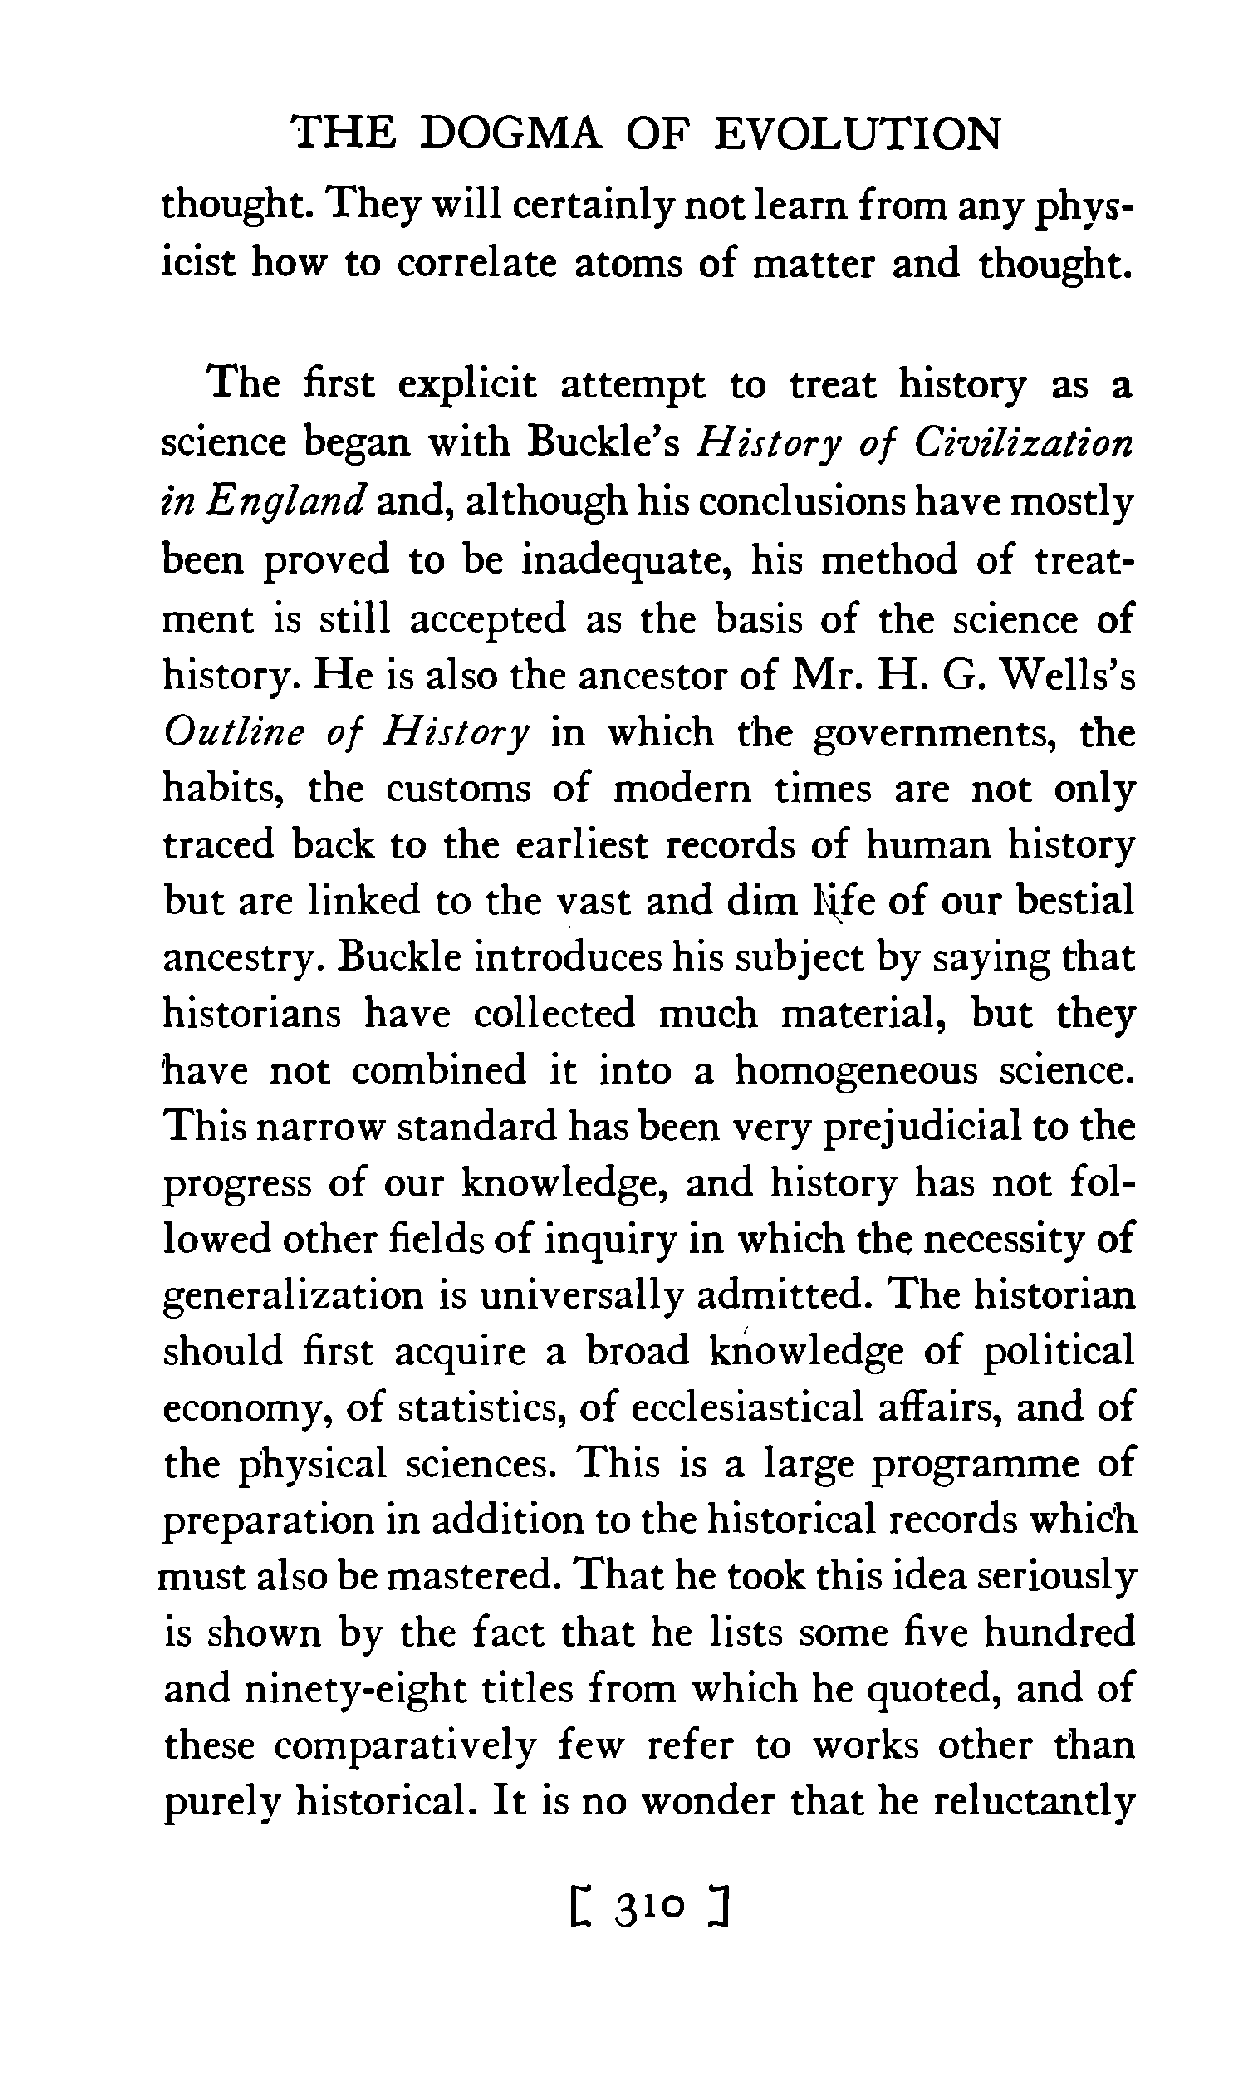 THE DOGMA OF EVOLUTION
thought. They will certainly not learn from any phys-
icist how to correlate atoms of matter and thought.
The first explicit attempt to treat history as a
science began with Buckle's History of Civilization
in England and, although his conclusions have mostly
been proved to be inadequate, his method of treat-
ment is still accepted as the basis of the science of
history. He is also the ancestor of Mr. H. G. Wells's
Outline of History in which the governments, the
habits, the customs of modern times are not only
traced back to the earliest records of human history
but are linked to the vast and dim life of our bestial
ancestry. Buckle introduces his subject by saying that
historians have collected much material, but they
have not combined it into a homogeneous science.
This narrow standard has been very prejudicial to the
progress of our knowledge, and history has not fol-
lowed other fields of inquiry in which the necessity of
generalization is universally admitted. The historian
should first acquire a broad knowledge of political
economy, of statistics, of ecclesiastical affairs, and of
the physical sciences. This is a large programme of
preparation in addition to the historical records which
must also be mastered. That he took this idea seriously
is shown by the fact that he lists some five hundred
and ninety-eight titles from which he quoted, and of
these comparatively few refer to works other than
purely historical. It is no wonder that he reluctantly
[ 310 ]